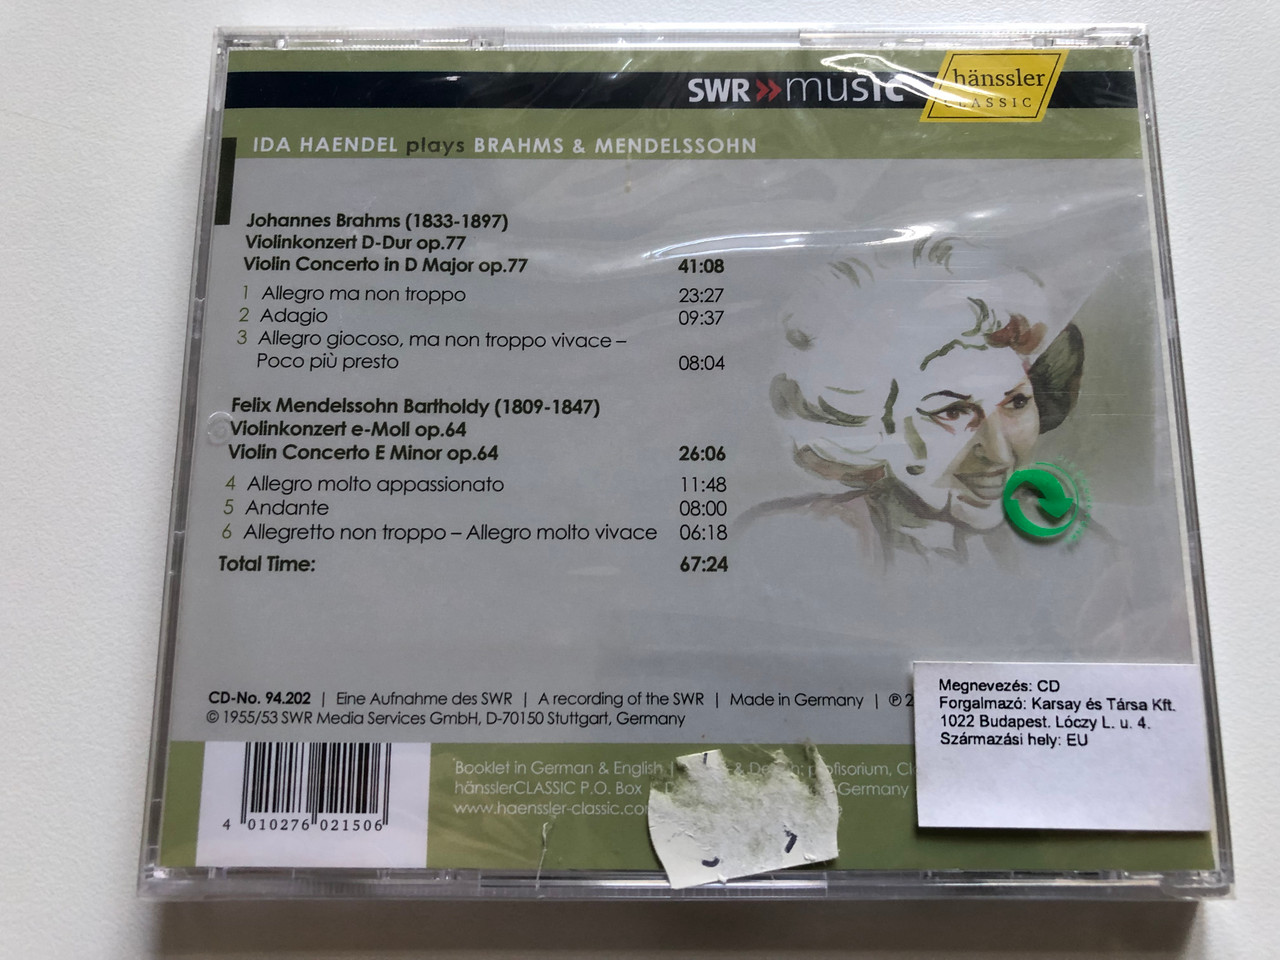 SWR»music
hänssler
CLASSIC
IDA HAENDEL plays BRAHMS & MENDELSSOHN
Johannes Brahms (1833-1897)
Violinkonzert D-Dur op.77
Violin Concerto in D Major op.77 41:08
1 Allegro ma non troppo 23:27
2 Adagio 09:37
3 Allegro giocoso, ma non troppo vivace –
Poco più presto 08:04
Felix Mendelssohn Bartholdy (1809-1847)
Violinkonzert e-Moll op.64
Violin Concerto E Minor op.64 26:06
4 Allegro molto appassionato 11:48
5 Andante 08:00
6 Allegretto non troppo – Allegro molto vivace 06:18
Total Time: 67:24
CD-No. 94.202 | Eine Aufnahme des SWR | A recording of the SWR | Made in Germany | ℗ 2
© 1955/53 SWR Media Services GmbH, D-70150 Stuttgart, Germany
Booklet in German & English | & Design: profisorium,
hänsslerCLASSIC P.O. Box Germany
www.haenssler-classic.com
4 010276 021506
Megnevezés: CD
Forgalmazó: Karsay és Társa Kft.
1022 Budapest. Lóczy L. u. 4.
Származási hely: EU